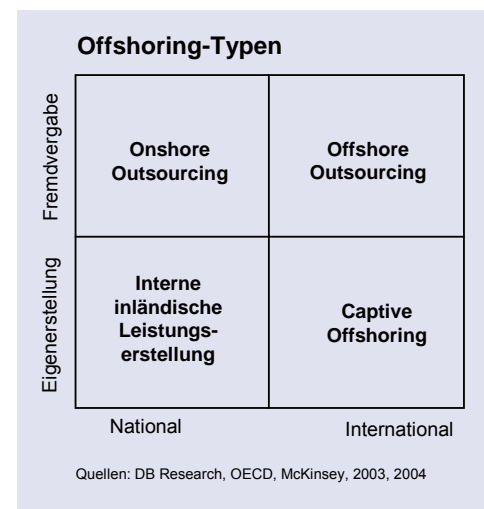 Offshoring-Typen
Fremdvergabe
Onshore
Outsourcing
Offshore
Outsourcing
Eigenerstellung
Interne
inländische
Leistungs-
erstellung
Captive
Offshoring
National
International
Quellen: DB Research, OECD, McKinsey, 2003, 2004